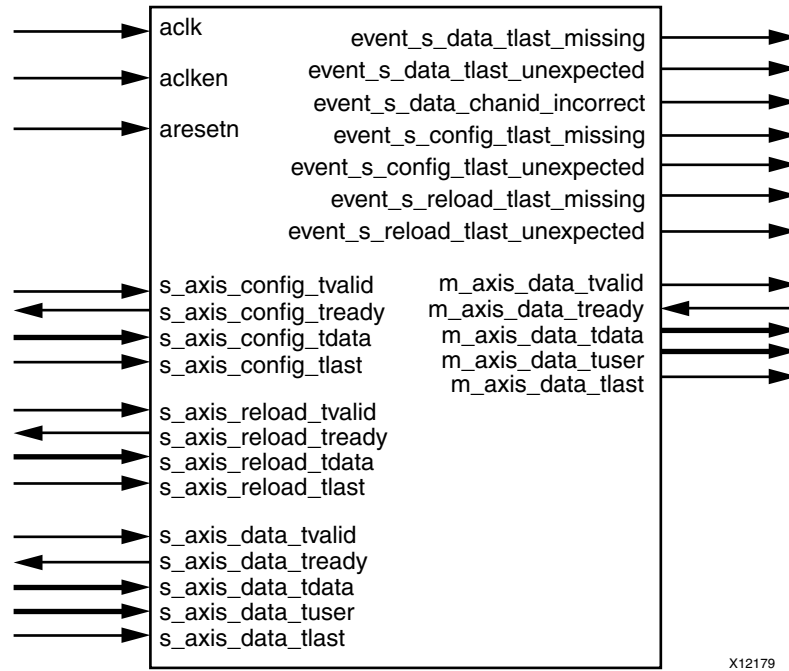 aclk
aclken
aresetn
event_s_data_tlast_missing
event_s_data_tlast_unexpected
event_s_data_chanid_incorrect
event_s_config_tlast_missing
event_s_config_tlast_unexpected
event_s_reload_tlast_missing
event_s_reload_tlast_unexpected
s_axis_config_tvalid
s_axis_config_tready
s_axis_config_tdata
s_axis_config_tlast
m_axis_data_tvalid
m_axis_data_tready
m_axis_data_tdata
m_axis_data_tuser
m_axis_data_tlast
s_axis_reload_tvalid
s_axis_reload_tready
s_axis_reload_tdata
s_axis_reload_tlast
s_axis_data_tvalid
s_axis_data_tready
s_axis_data_tdata
s_axis_data_tuser
s_axis_data_tlast
X12179